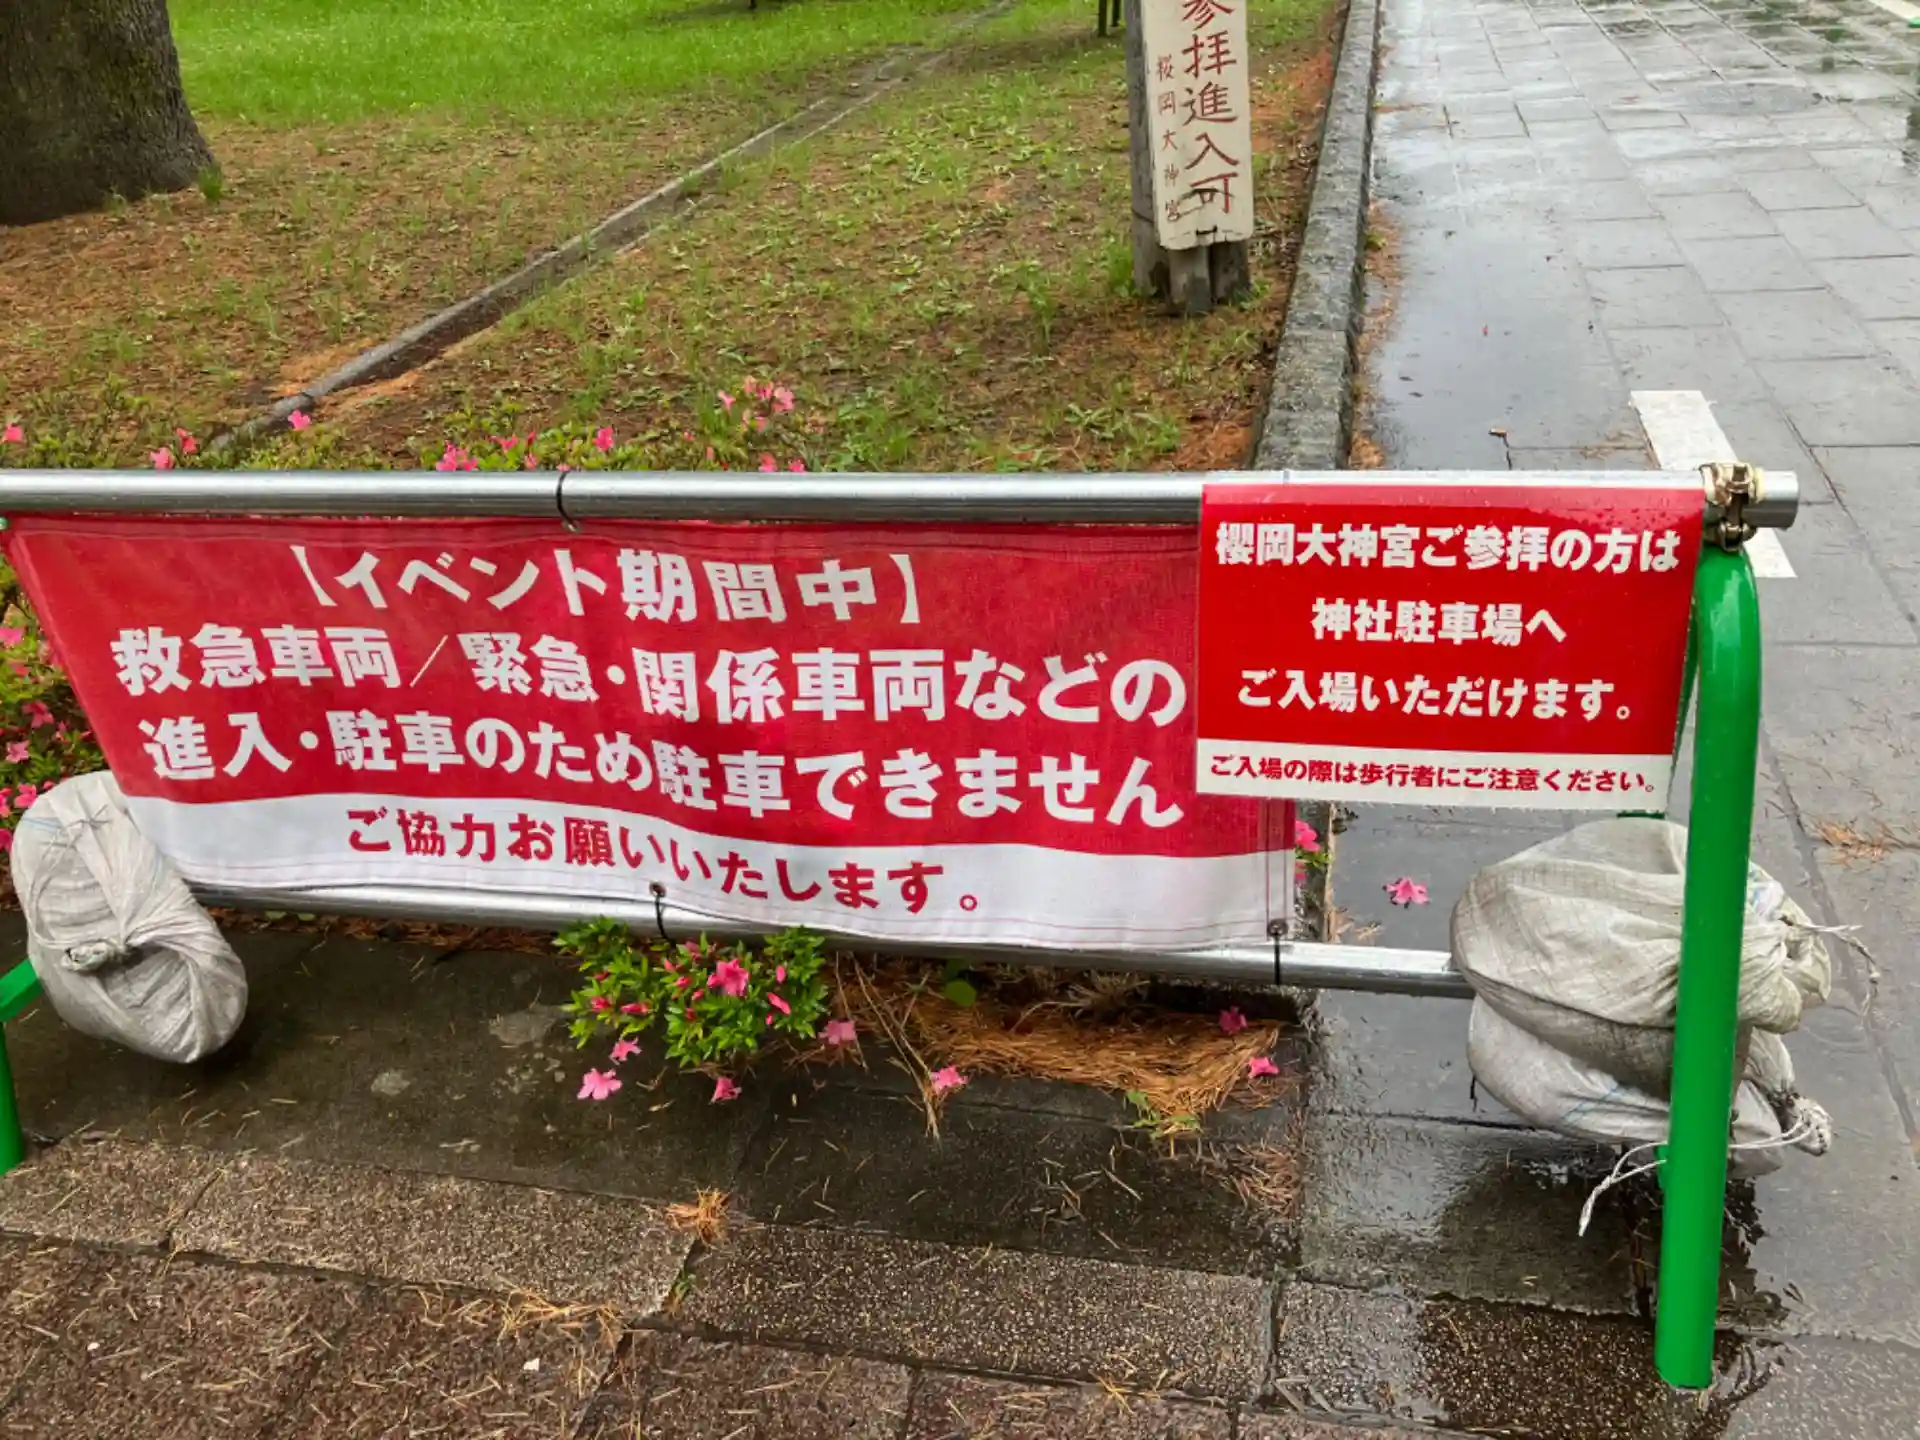 参拝進入可
桜岡大神宮
【イベント期間中】
救急車両／緊急・関係車両などの
進入・駐車のため駐車できません
ご協力お願いいたします。
櫻岡大神宮ご参拝の方は
神社駐車場へ
ご入場いただけます。
ご入場の際は歩行者にご注意ください。